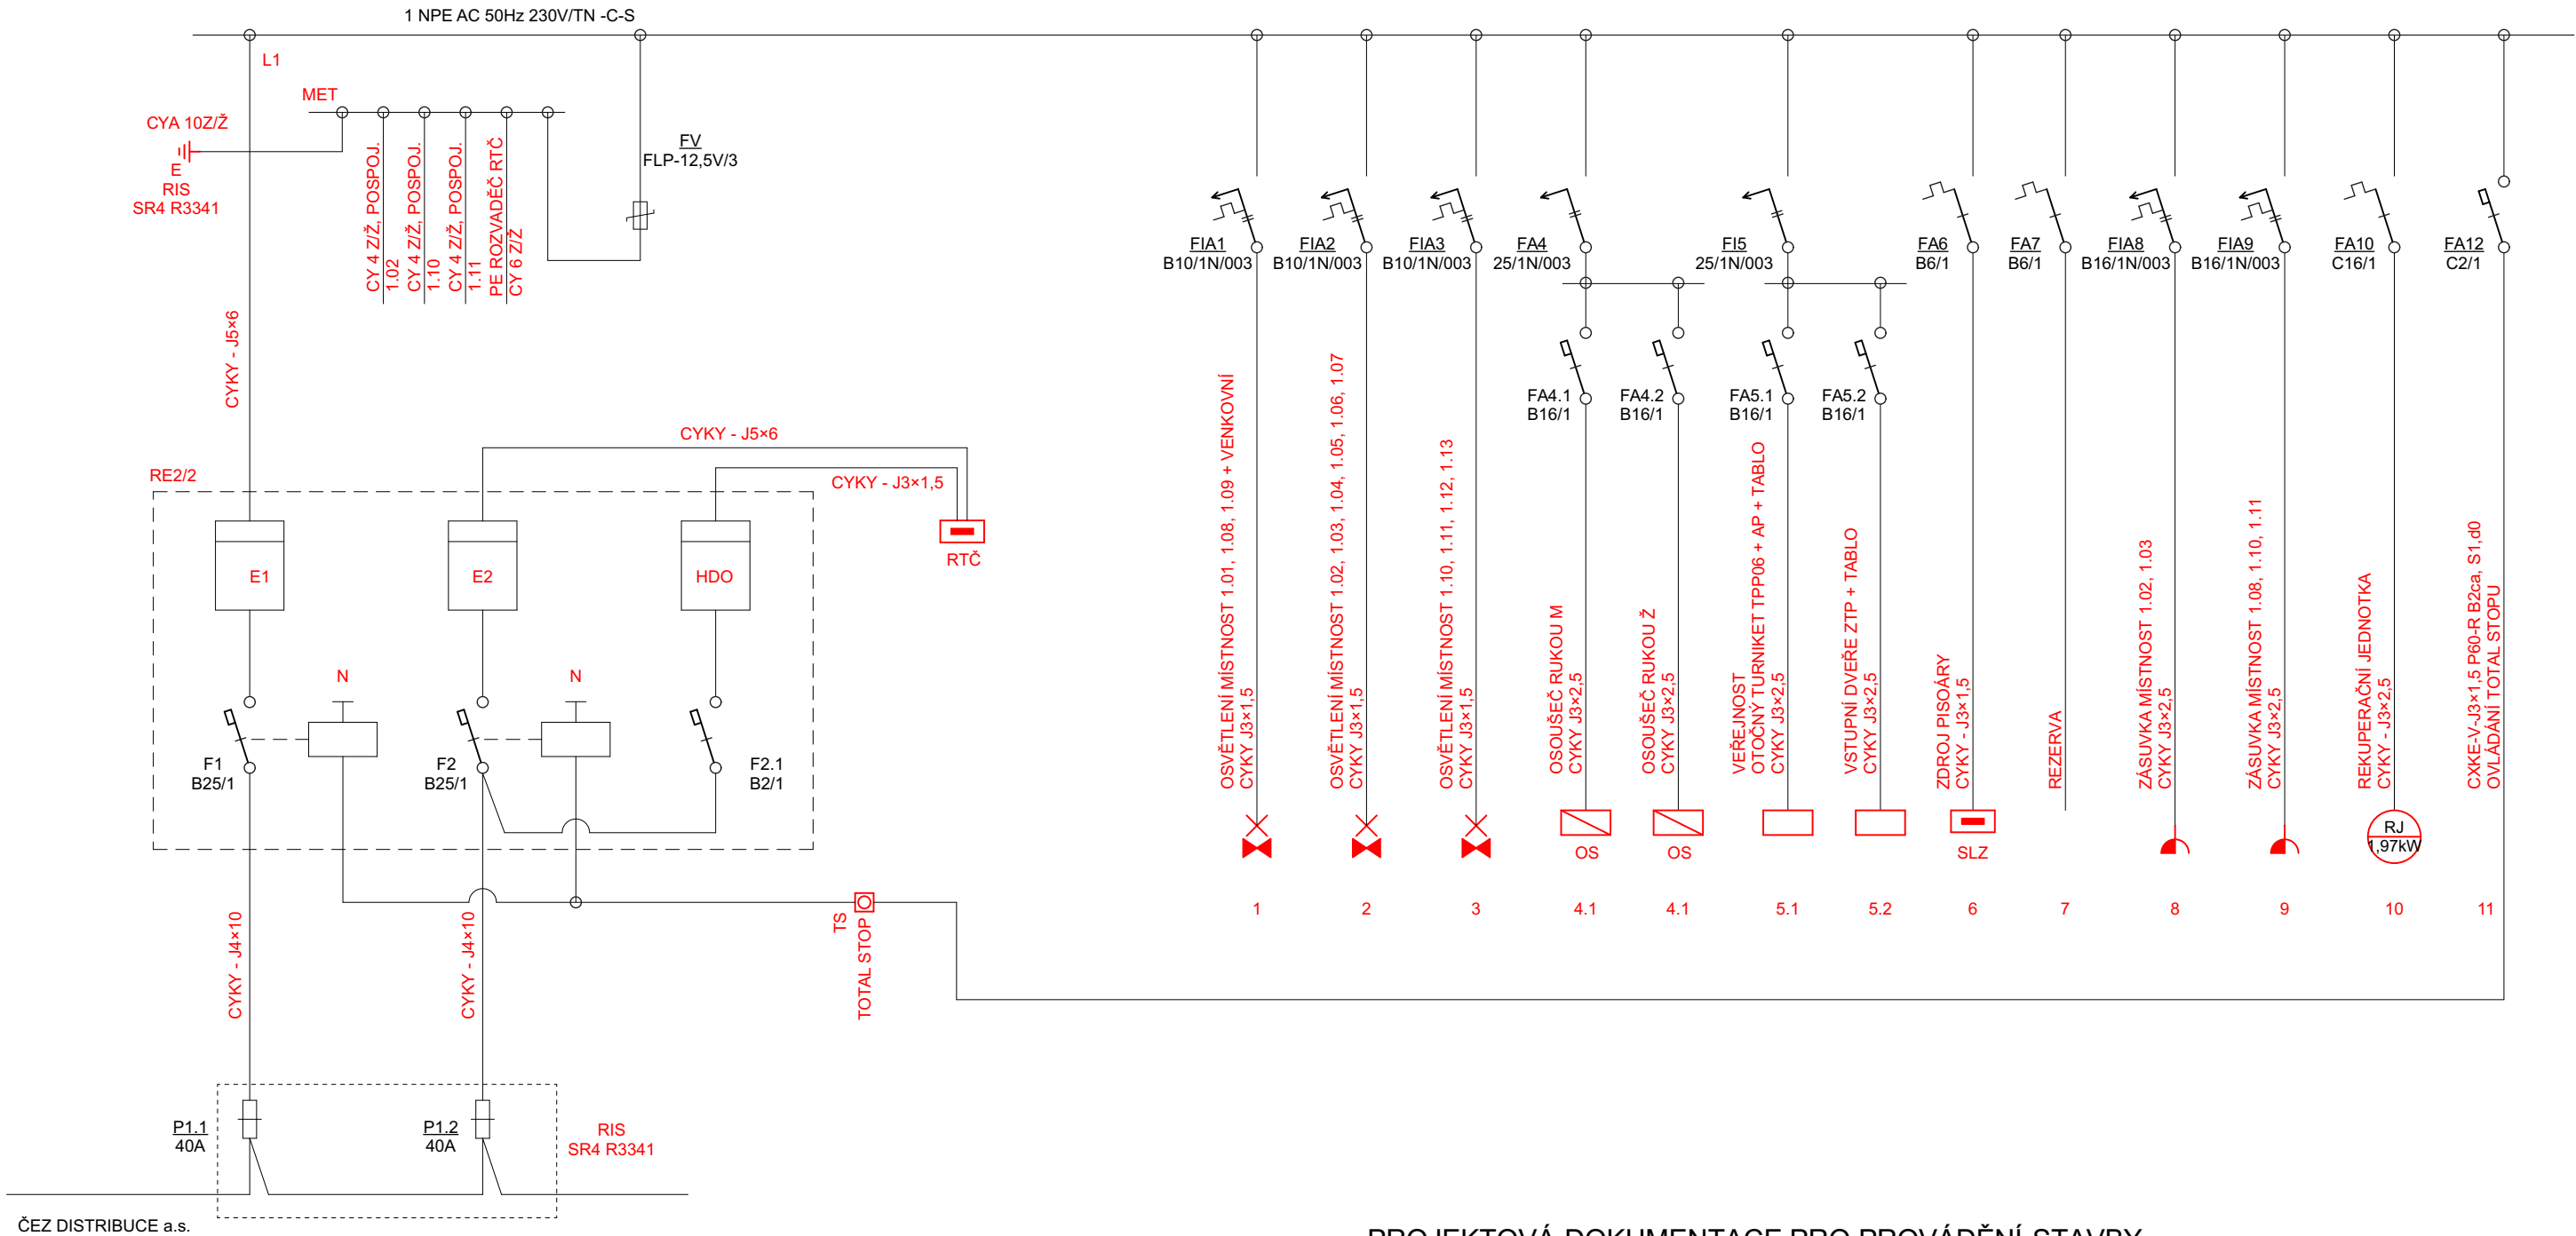 1 NPE AC 50Hz 230V/TN -C-S
L1
MET
CYA 10Z/Ž
E
RIS
SR4 R3341
CY 4 Z/Ž, POSPOJ.
1.02
CY 4 Z/Ž, POSPOJ.
1.10
CY 4 Z/Ž, POSPOJ.
1.11
PE ROZVADĚČ RTČ
CY 6 Z/Ž
FV
FLP-12,5V/3
CYKY - J5×6
RE2/2
CYKY - J5×6
CYKY - J3×1,5
RTČ
E1
E2
HDO
N
N
F1
B25/1
F2
B25/1
F2.1
B2/1
CYKY - J4×10
CYKY - J4×10
TS
TOTAL STOP
P1.1
40A
P1.2
40A
RIS
SR4 R3341
ČEZ DISTRIBUCE a.s.
FIA1
B10/1N/003
FIA2
B10/1N/003
FIA3
B10/1N/003
FA4
25/1N/003
FI5
25/1N/003
FA6
B6/1
FA7
B6/1
FIA8
B16/1N/003
FIA9
B16/1N/003
FA10
C16/1
FA12
C2/1
FA4.1
B16/1
FA4.2
B16/1
FA5.1
B16/1
FA5.2
B16/1
OSVĚTLENÍ MÍSTNOST 1.01, 1.08, 1.09 + VENKOVNÍ
CYKY J3×1,5
OSVĚTLENÍ MÍSTNOST 1.02, 1.03, 1.04, 1.05, 1.06, 1.07
CYKY J3×1,5
OSVĚTLENÍ MÍSTNOST 1.10, 1.11, 1.12, 1.13
CYKY J3×1,5
OSOUŠEČ RUKOU M
CYKY J3×2,5
OSOUŠEČ RUKOU Ž
CYKY J3×2,5
VEŘEJNOST
OTOČNÝ TURNIKET TPP06 + AP + TABLO
CYKY J3×2,5
VSTUPNÍ DVEŘE ZTP + TABLO
CYKY J3×2,5
ZDROJ PISOÁRY
CYKY - J3×1,5
REZERVA
ZÁSUVKA MÍSTNOST 1.02, 1.03
CYKY J3×2,5
ZÁSUVKA MÍSTNOST 1.08, 1.10, 1.11
CYKY J3×2,5
REKUPERAČNÍ JEDNOTKA
CYKY - J3×2,5
CXKE-V-J3×1,5 P60-R B2ca, S1,d0
OVLÁDÁNÍ TOTAL STOPU
OS
OS
SLZ
RJ
1,97kW
1
2
3
4.1
4.1
5.1
5.2
6
7
8
9
10
11
PROJEKTOVÁ DOKUMENTACE PRO PROVÁDĚNÍ STAVBY